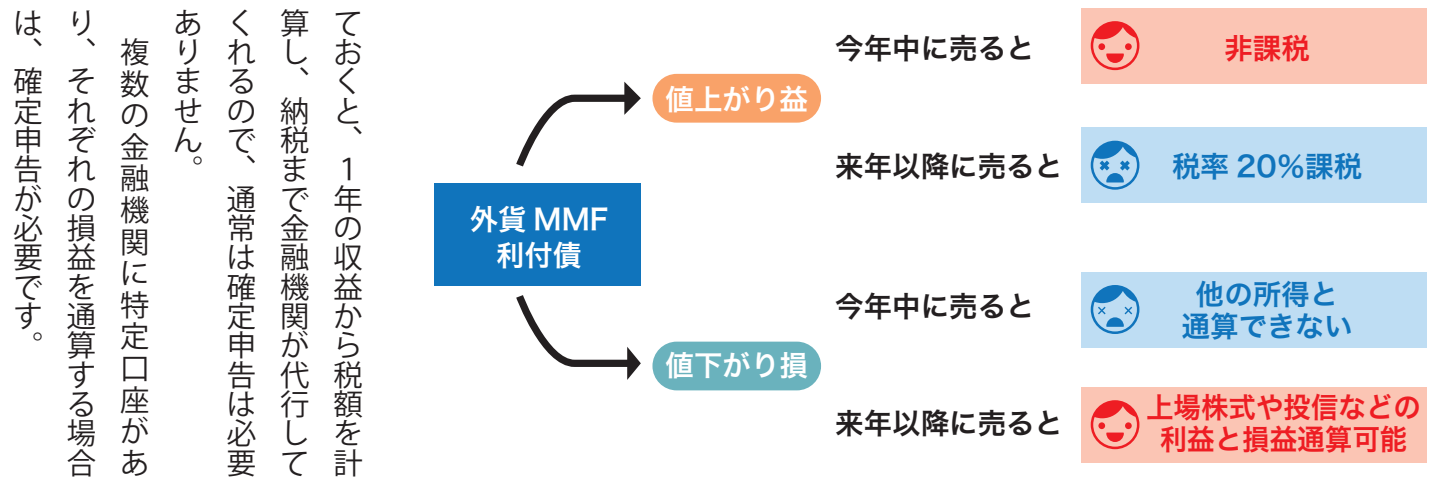 ておくと、1年の収益から税額を計
算し、納税まで金融機関が代行して
くれるので、通常は確定申告は必要
ありません。
複数の金融機関に特定口座があ
り、それぞれの損益を通算する場合
は、確定申告が必要です。
外貨 MMF
利付債
値上がり益
今年中に売ると
非課税
来年以降に売ると
税率 20%課税
値下がり損
今年中に売ると
他の所得と
通算できない
来年以降に売ると
上場株式や投信などの
利益と損益通算可能